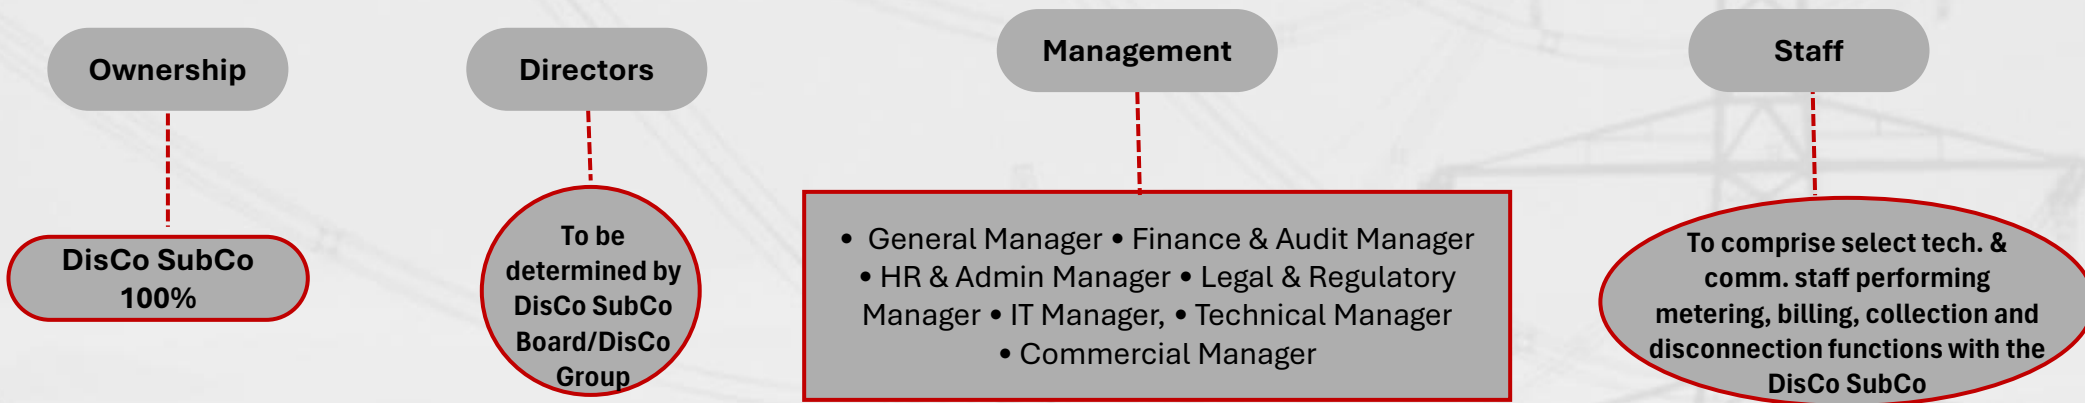 Ownership
DisCo SubCo
100%
Directors
To be
determined by
DisCo SubCo
Board/DisCo
Group
Management
• General Manager • Finance & Audit Manager
• HR & Admin Manager • Legal & Regulatory
Manager • IT Manager, • Technical Manager
• Commercial Manager
Staff
To comprise select tech. &
comm. staff performing
metering, billing, collection and
disconnection functions with the
DisCo SubCo